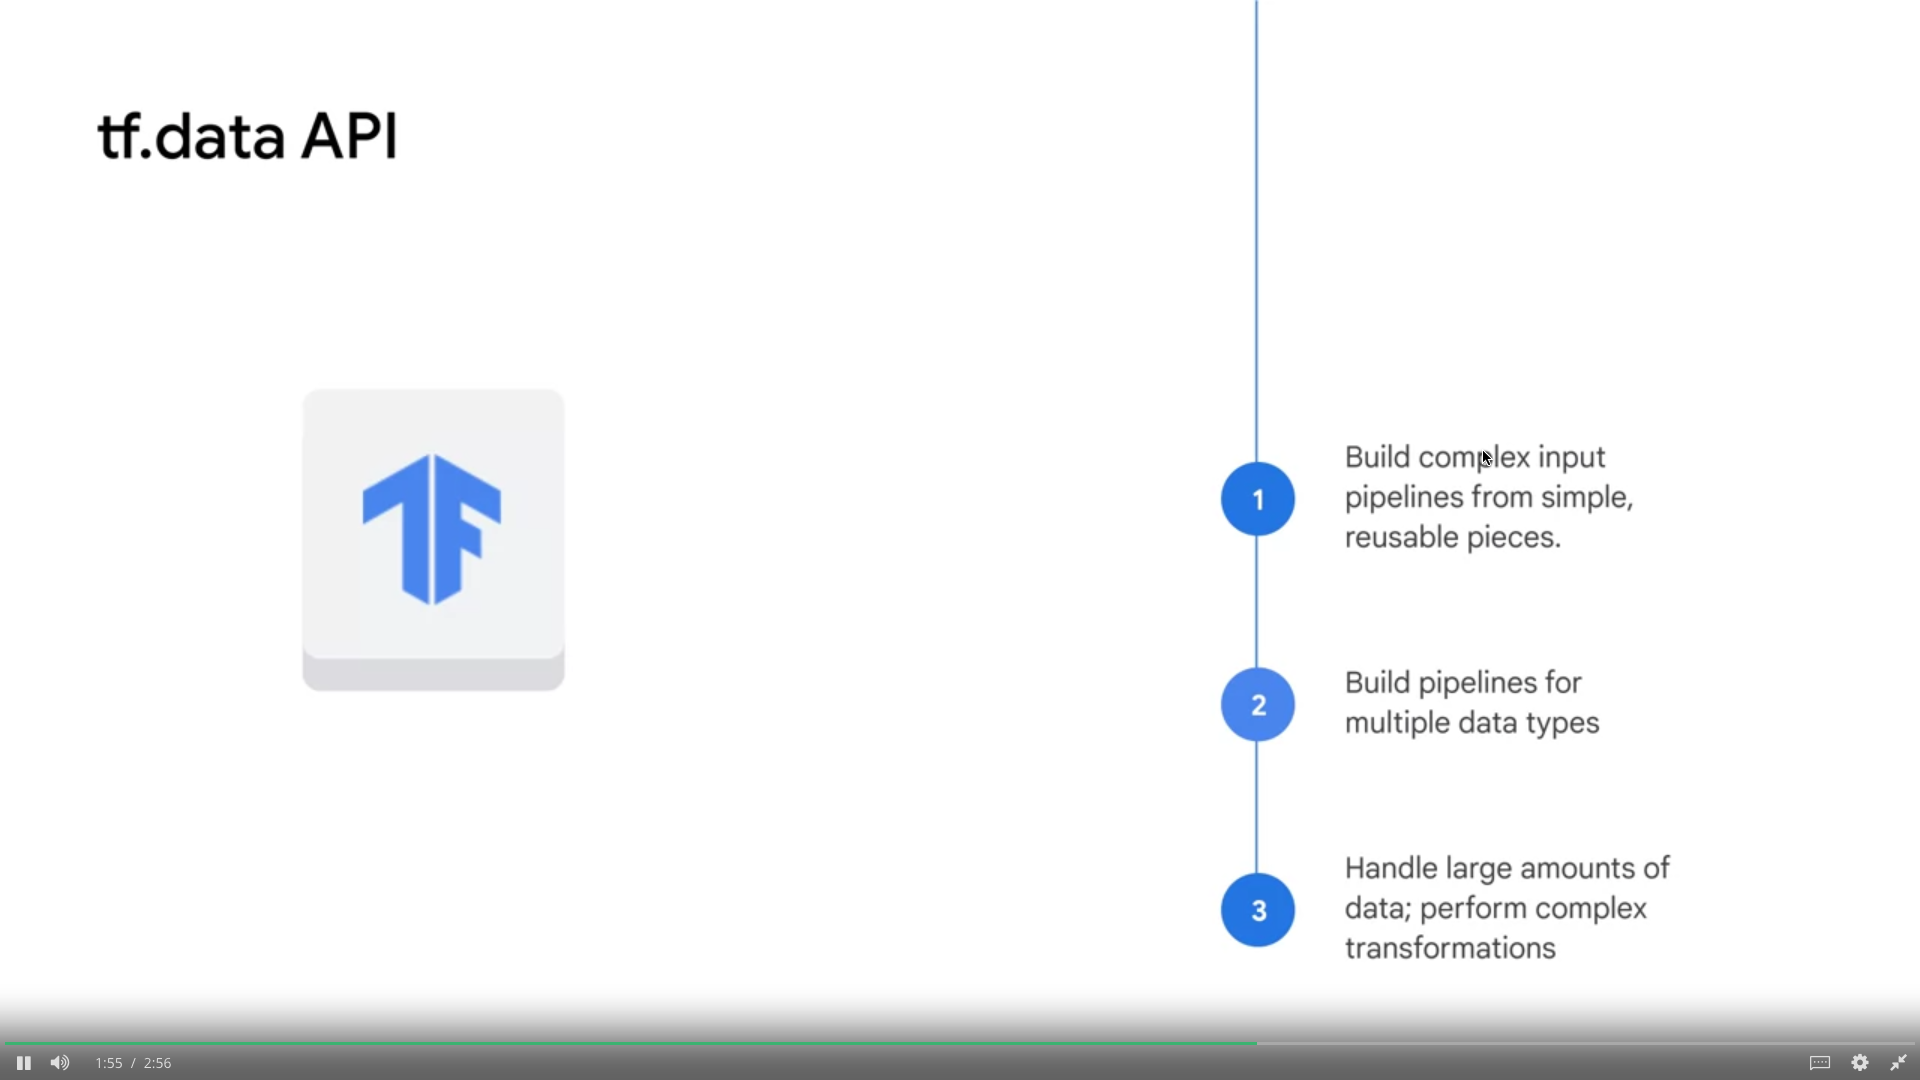 tf.data API
1
Build complex input
pipelines from simple,
reusable pieces.
2
Build pipelines for
multiple data types
3
Handle large amounts of
data; perform complex
transformations
1:55 / 2:56